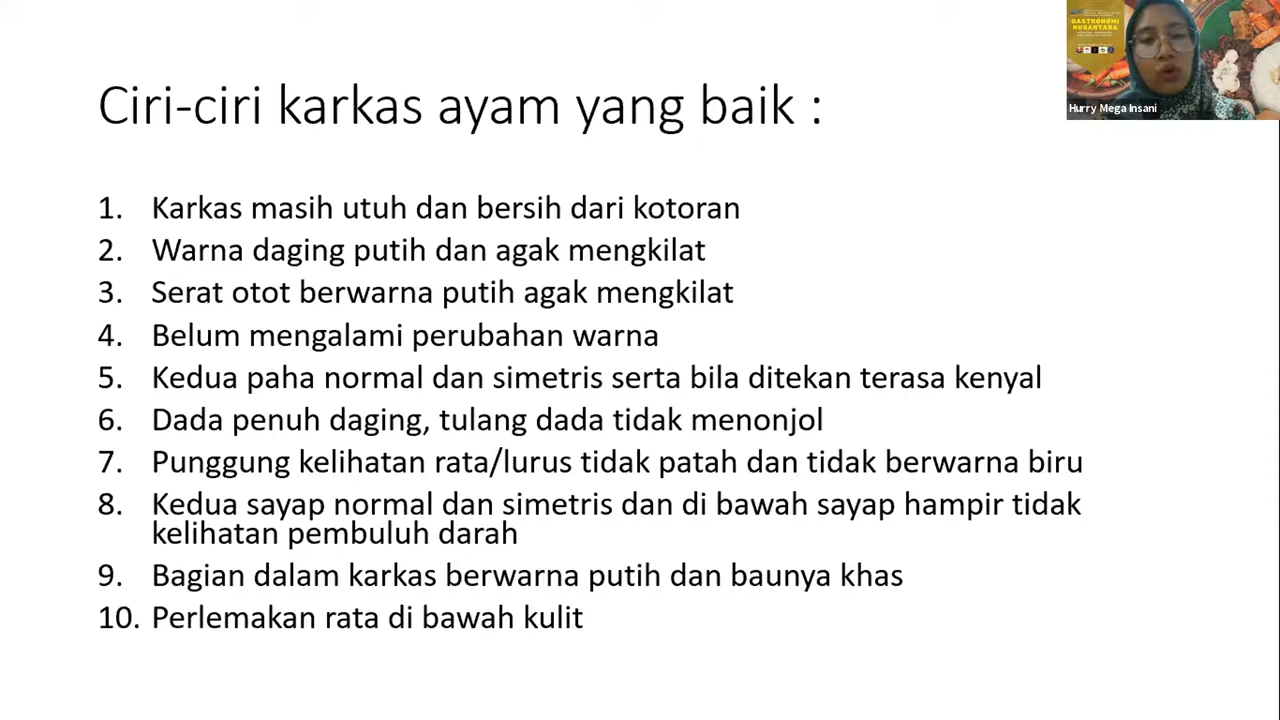 Ciri-ciri karkas ayam yang baik :
1. Karkas masih utuh dan bersih dari kotoran
2. Warna daging putih dan agak mengkilat
3. Serat otot berwarna putih agak mengkilat
4. Belum mengalami perubahan warna
5. Kedua paha normal dan simetris serta bila ditekan terasa kenyal
6. Dada penuh daging, tulang dada tidak menonjol
7. Punggung kelihatan rata/lurus tidak patah dan tidak berwarna biru
8. Kedua sayap normal dan simetris dan di bawah sayap hampir tidak
kelihatan pembuluh darah
9. Bagian dalam karkas berwarna putih dan baunya khas
10. Perlemakan rata di bawah kulit
GASTRONOMI
NUSANTARA
Hurry Mega Insani